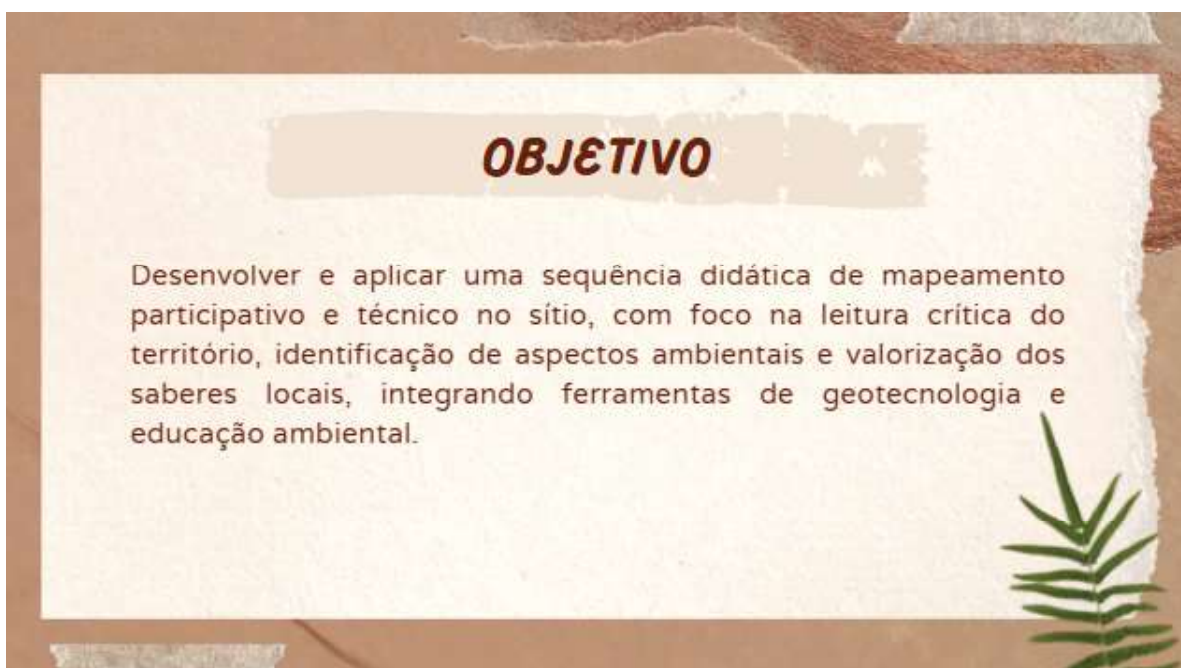 OBJETIVO
Desenvolver e aplicar uma sequência didática de mapeamento
participativo e técnico no sítio, com foco na leitura crítica do
território, identificação de aspectos ambientais e valorização dos
saberes locais, integrando ferramentas de geotecnologia e
educação ambiental.